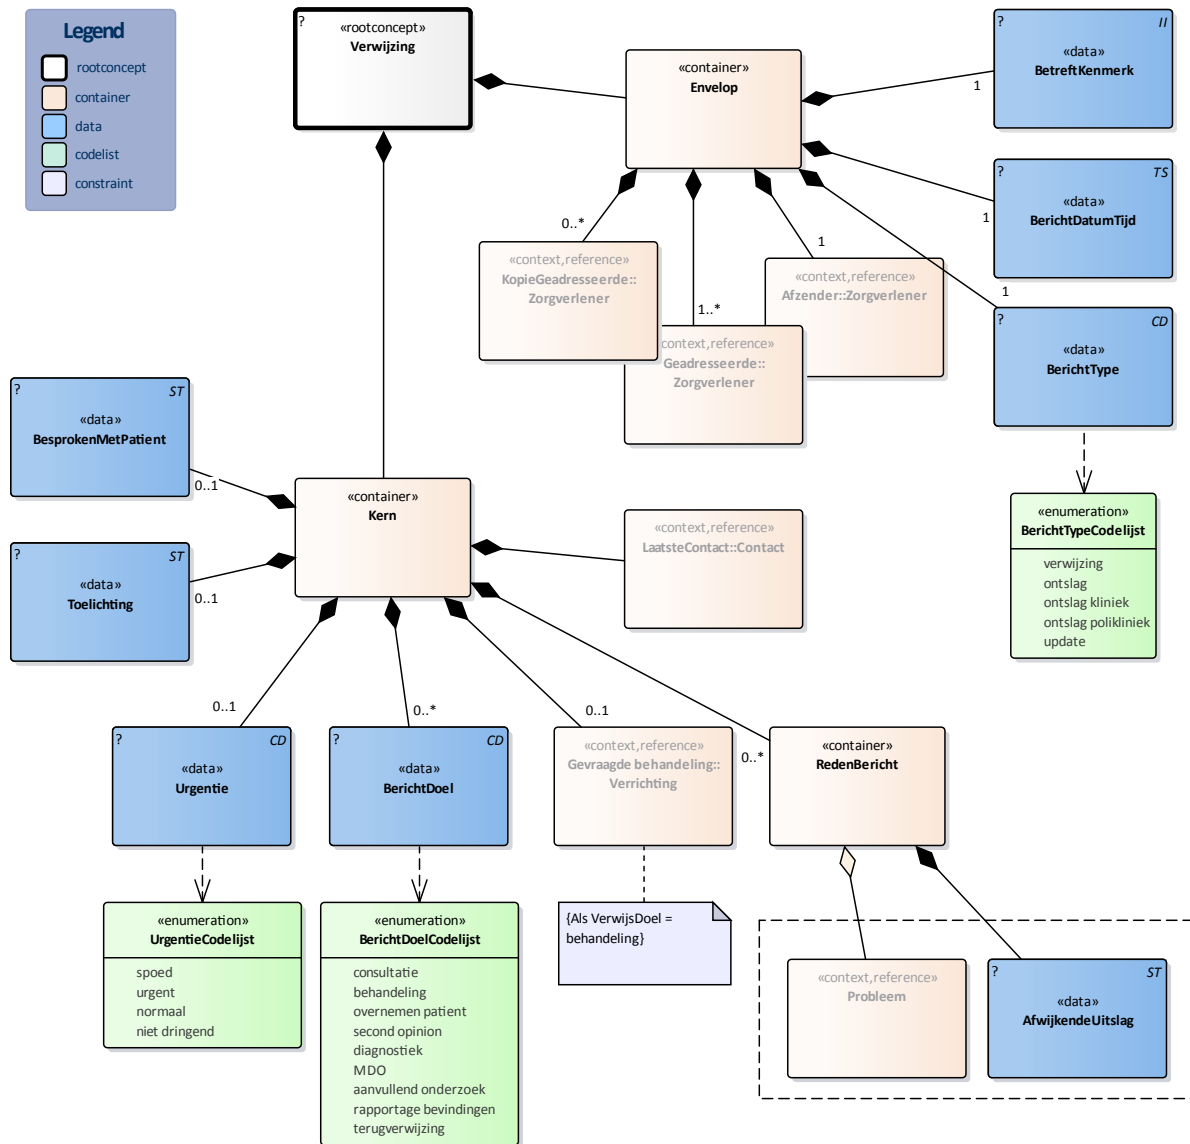 Legend
rootconcept
container
data
codelist
constraint
?
«rootconcept»
Verwijzing
«container»
Envelop
?
II
«data»
BetreftKenmerk
1
?
TS
«data»
BerichtDatumTijd
1
0..*
«context,reference»
KopieGeadresseerde::
Zorgverlener
1
«context,reference»
Afzender::Zorgverlener
1..*
context,reference»
Geadresseerde::
Zorgverlener
1
?
CD
«data»
BerichtType
«enumeration»
BerichtTypeCodelijst
verwijzing
ontslag
ontslag kliniek
ontslag polikliniek
update
?
ST
«data»
BesprokenMetPatient
0..1
«container»
Kern
«context,reference»
LaatsteContact::Contact
?
ST
«data»
Toelichting
0..1
0..1
?
CD
«data»
Urgentie
0..*
?
CD
«data»
BerichtDoel
0..1
«context,reference»
Gevraagde behandeling::
Verrichting
0..*
«container»
RedenBericht
«enumeration»
UrgentieCodelijst
spoed
urgent
normaal
niet dringend
«enumeration»
BerichtDoelCodelijst
consultatie
behandeling
overnemen patient
second opinion
diagnostiek
MDO
aanvullend onderzoek
rapportage bevindingen
terugverwijzing
{Als VerwijsDoel =
behandeling}
«context,reference»
Probleem
?
ST
«data»
AfwijkendeUitslag